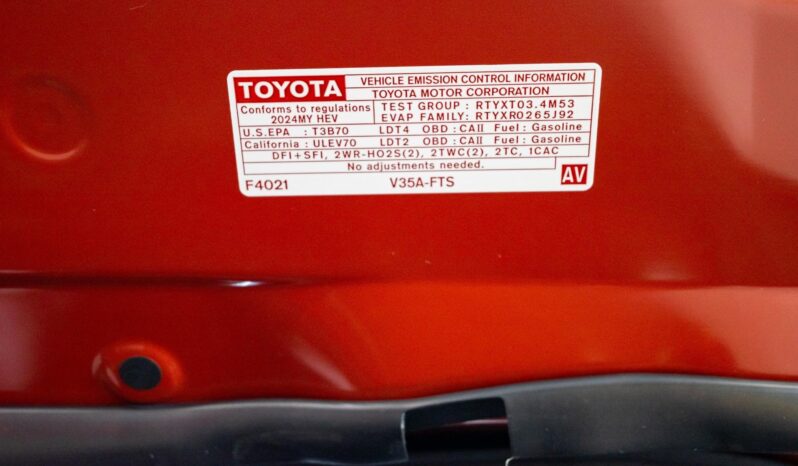 TOYOTA VEHICLE EMISSION CONTROL INFORMATION
TOYOTA MOTOR CORPORATION
Conforms to regulations TEST GROUP : RTYXT03.4M53
2024MY HEV EVAP FAMILY: RTYXR0265J92
U.S.EPA : T3B70 LDT4 OBD : CAII Fuel : Gasoline
California : ULEV70 LDT2 OBD : CAII Fuel : Gasoline
DFI+SFI, 2WR-HO2S(2), 2TWC(2), 2TC, 1CAC
No adjustments needed.
F4021 V35A-FTS AV